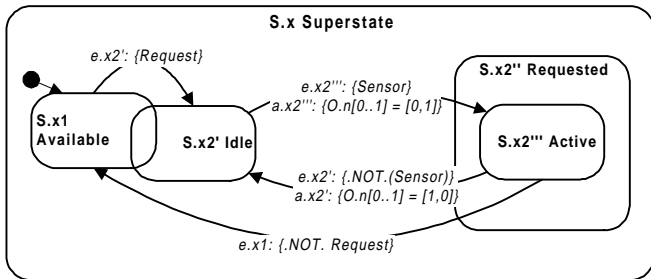 S.x Superstate
e.x2': {Request}
e.x2''': {Sensor}
a.x2''': {O.n[0..1] = [0,1]}
S.x2'' Requested
S.x1
Available
S.x2' Idle
S.x2''' Active
e.x2': {.NOT.(Sensor)}
a.x2': {O.n[0..1] = [1,0]}
e.x1: {.NOT. Request}